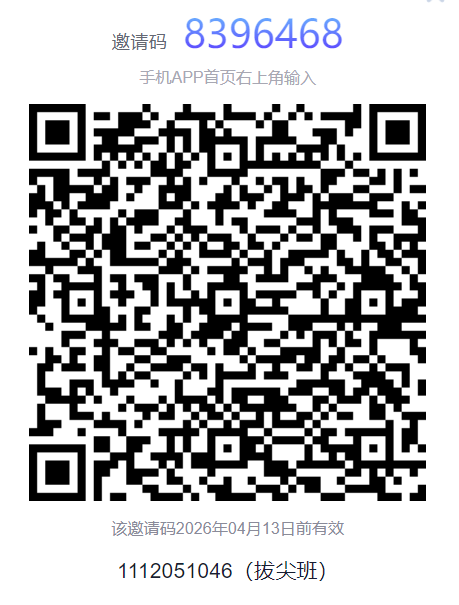 邀请码 8396468
手机APP首页右上角输入
该邀请码2026年04月13日前有效
1112051046（拔尖班）